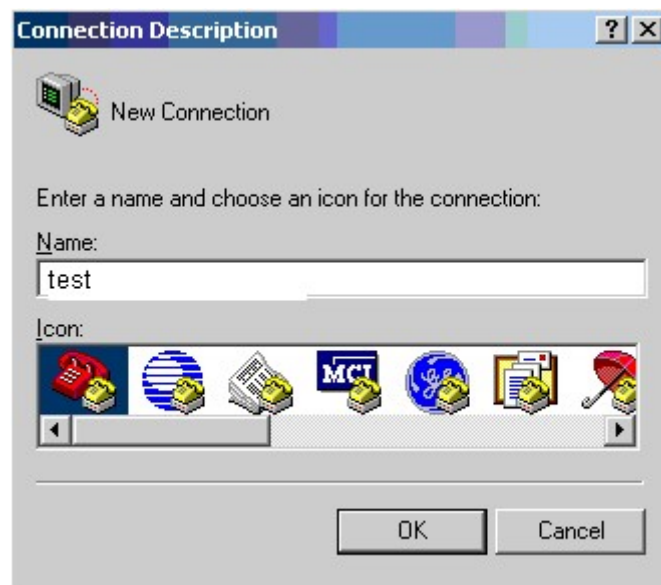 Connection Description
New Connection
Enter a name and choose an icon for the connection:
Name:
test
Icon:
MCI
OK Cancel